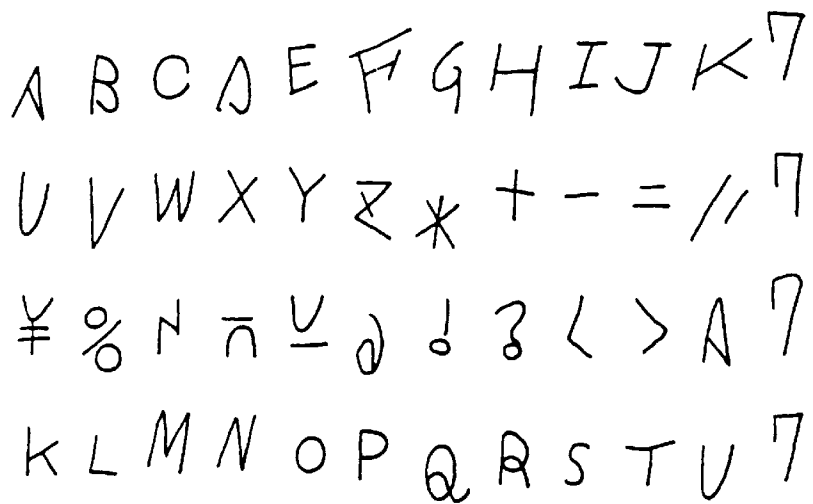 A B C D E F G H I J K 7
U V W X Y Z * + - = // 7
¥ % N ∩̅ U̲ ∂ ! ? < > A 7
K L M N O P Q R S T U 7